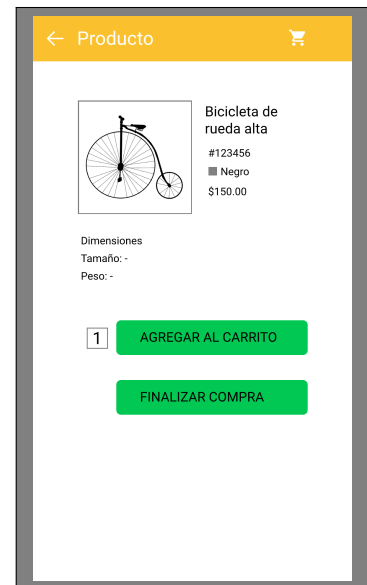 Producto
Bicicleta de
rueda alta
#123456
Negro
$150.00
Dimensiones
Tamaño: -
Peso: -
1
AGREGAR AL CARRITO
FINALIZAR COMPRA